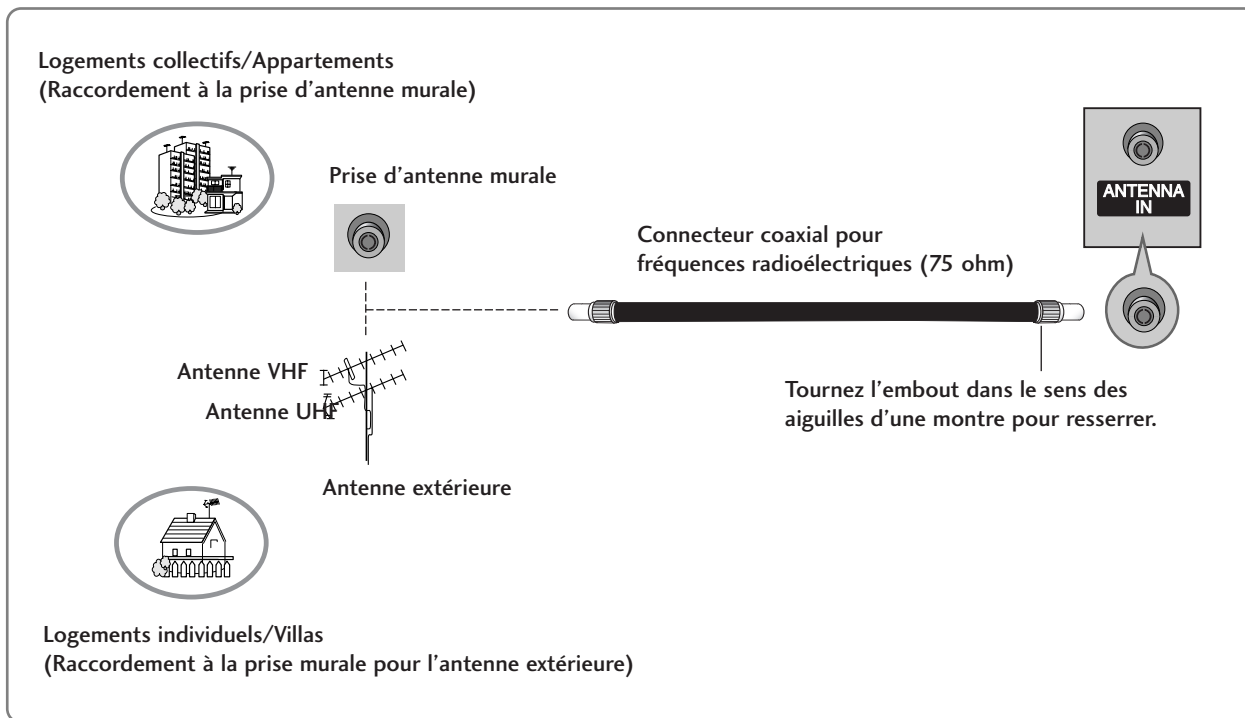 Logements collectifs/Appartements
(Raccordement à la prise d’antenne murale)
Prise d’antenne murale
ANTENNA
IN
Connecteur coaxial pour
fréquences radioélectriques (75 ohm)
Antenne VHF
Antenne UHF
Tournez l’embout dans le sens des
aiguilles d’une montre pour resserrer.
Antenne extérieure
Logements individuels/Villas
(Raccordement à la prise murale pour l’antenne extérieure)